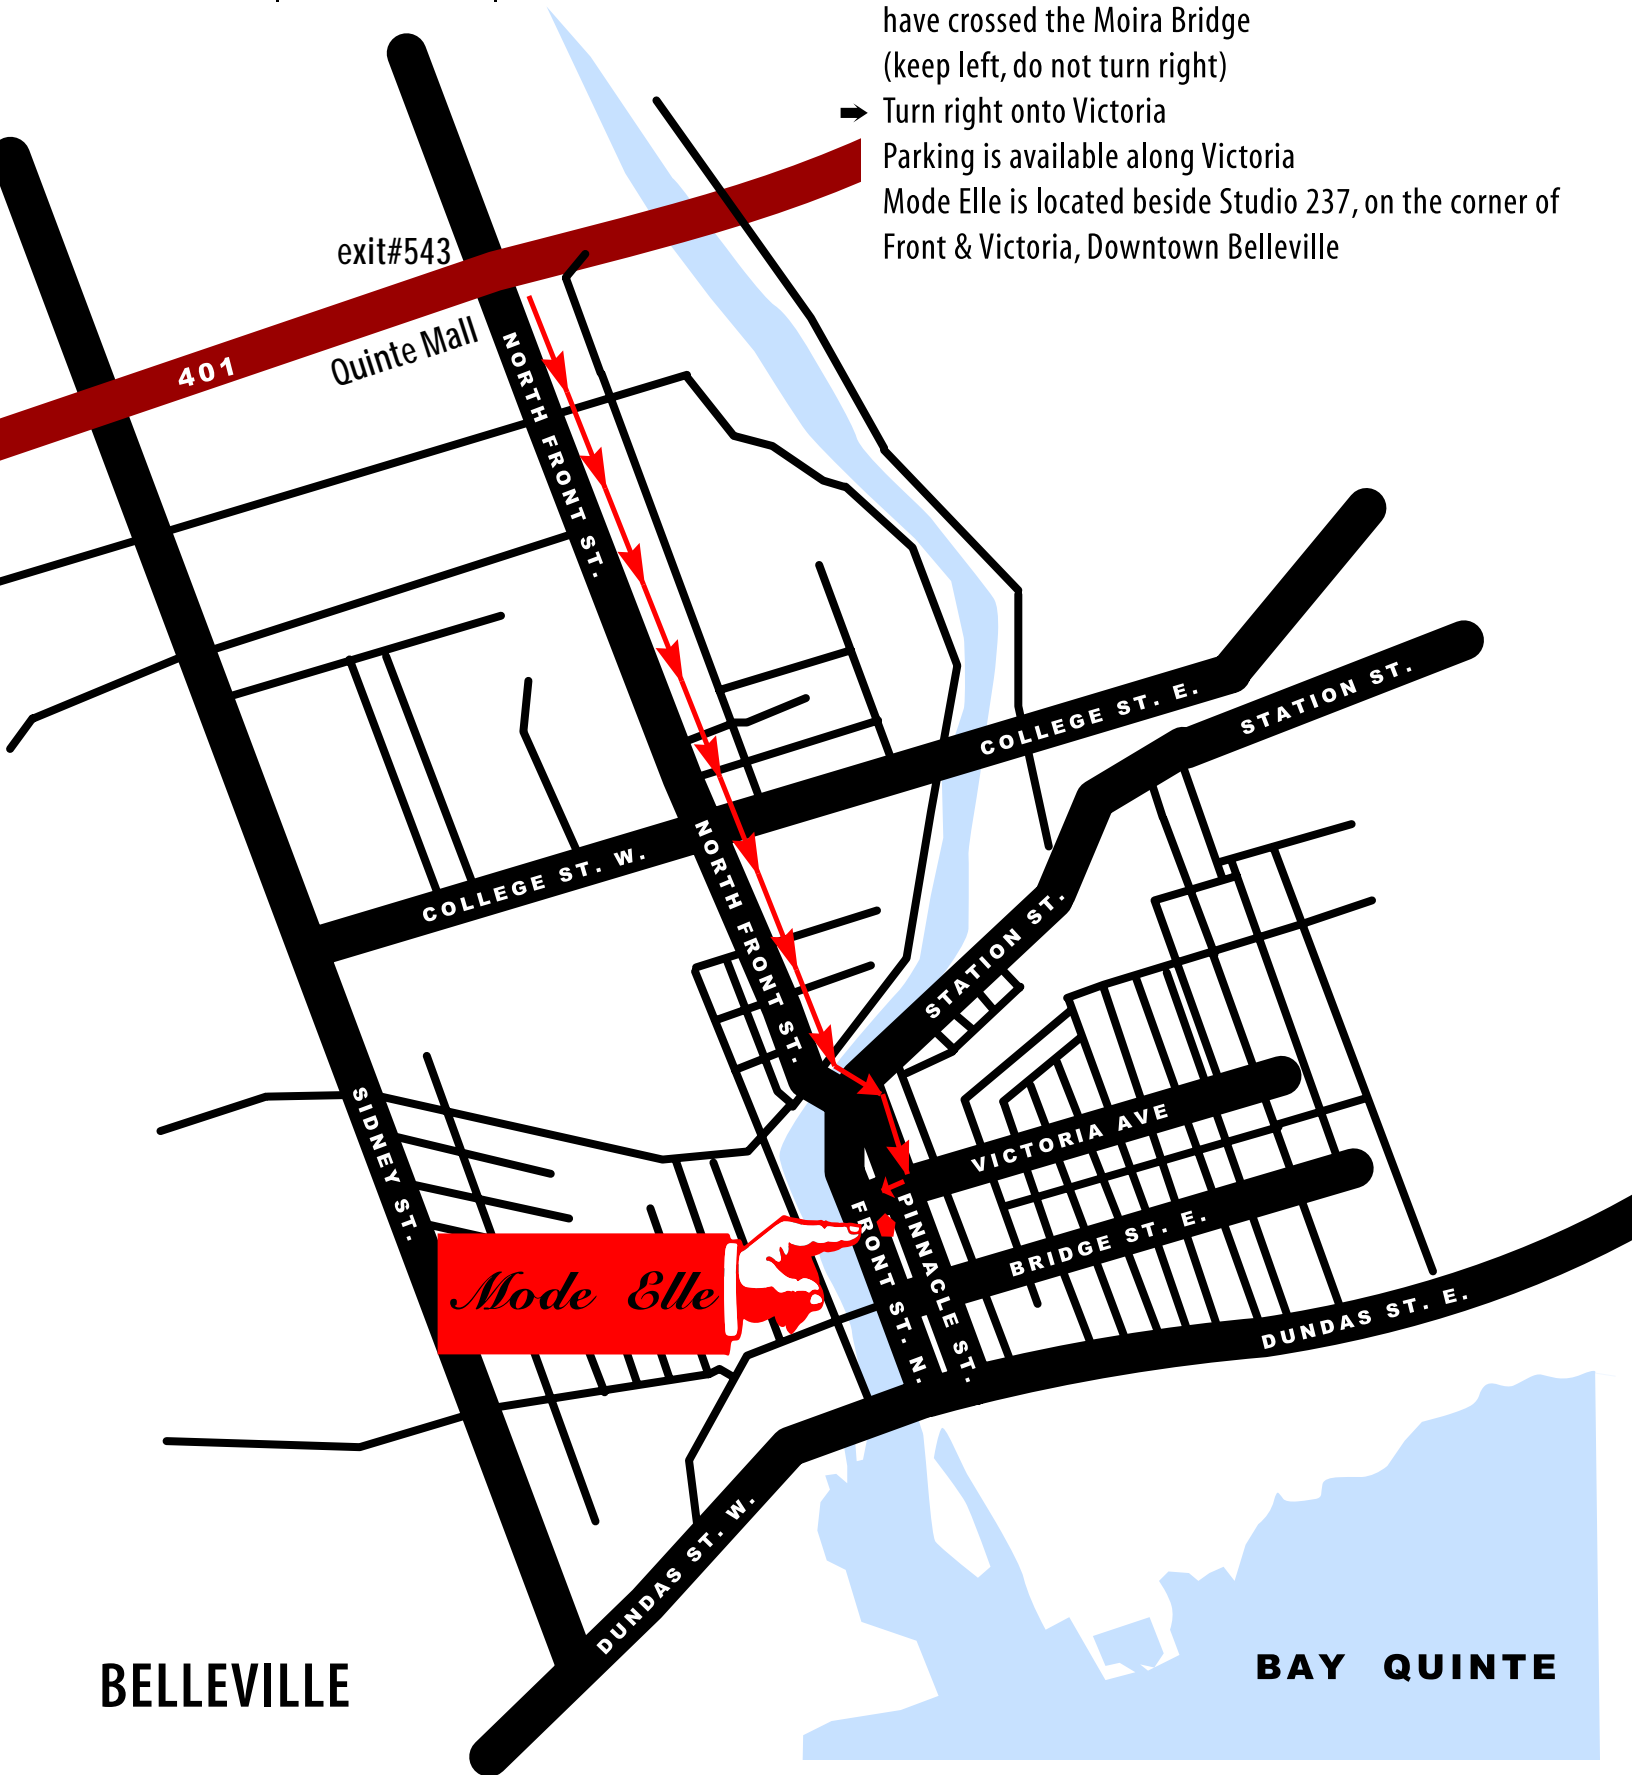 have crossed the Moira Bridge
(keep left, do not turn right)
Turn right onto Victoria
Parking is available along Victoria
Mode Elle is located beside Studio 237, on the corner of
Front & Victoria, Downtown Belleville
exit#543
Quinte Mall
401
NORTH FRONT ST.
COLLEGE ST. E.
STATION ST.
COLLEGE ST. W.
NORTH FRONT ST.
STATION ST.
SIDNEY ST.
VICTORIA AVE
PINNACLE ST.
FRONT ST. N.
BRIDGE ST. E.
Mode Elle
DUNDAS ST. E.
DUNDAS ST. W.
BELLEVILLE
BAY QUINTE